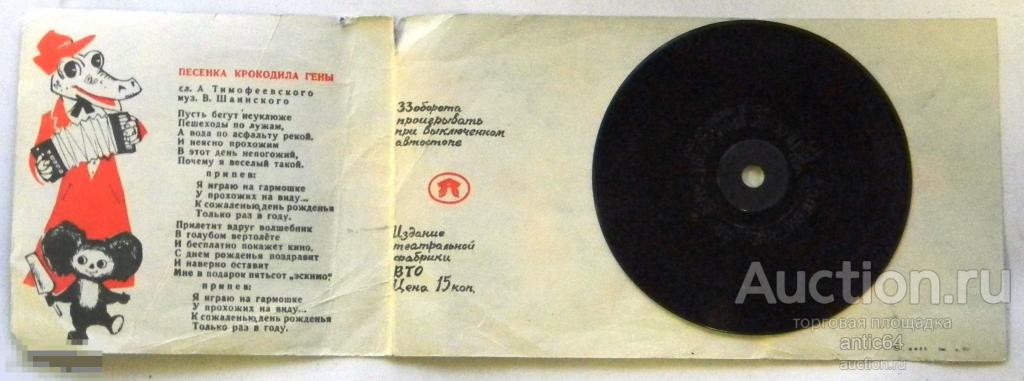 ПЕСЕНКА КРОКОДИЛА ГЕНЫ
сл. А Тимофеевского
муз. В. Шаинского
Пусть бегут неуклюже
Пешеходы по лужам,
А вода по асфальту рекой.
И неясно прохожим
В этот день непогожий,
Почему я веселый такой.
припев:
Я играю на гармошке
У прохожих на виду...
К сожаленью, день рожденья
Только раз в году.
Прилетит вдруг волшебник
В голубом вертолёте
И бесплатно покажет кино,
С днем рожденья поздравит
И наверно оставит
Мне в подарок пятьсот „эскимо".
припев:
Я играю на гармошке
У прохожих на виду...
К сожаленью, день рожденья
Только раз в году.
33 оборота
проигрывать
при выключенном
автостопе
Издание
театральной
фабрики
ВТО
Цена 15 коп.
Auction.ru
торговая площадка
antic64
auction.ru